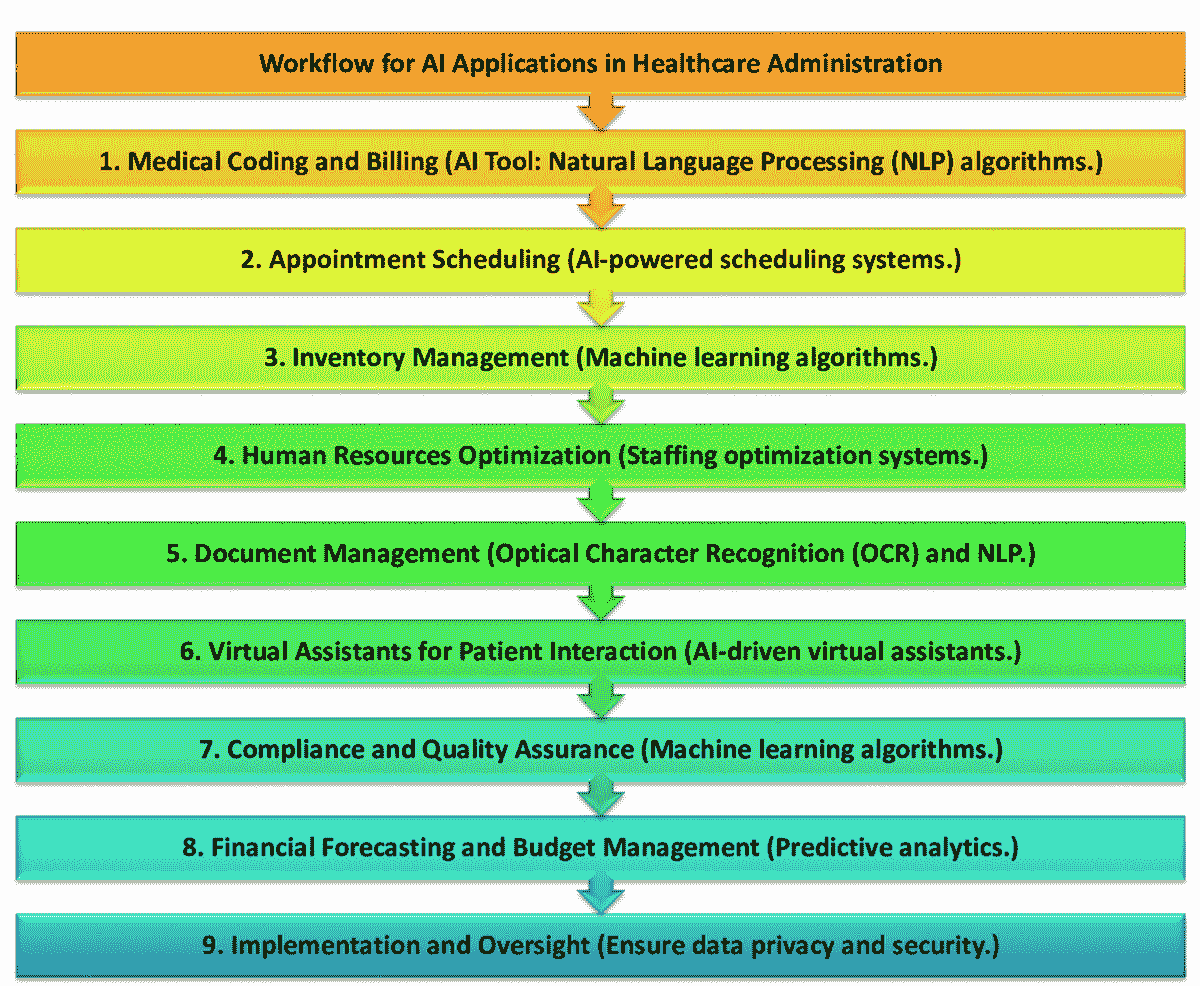 Workflow for AI Applications in Healthcare Administration
1. Medical Coding and Billing (AI Tool: Natural Language Processing (NLP) algorithms.)
2. Appointment Scheduling (AI-powered scheduling systems.)
3. Inventory Management (Machine learning algorithms.)
4. Human Resources Optimization (Staffing optimization systems.)
5. Document Management (Optical Character Recognition (OCR) and NLP.)
6. Virtual Assistants for Patient Interaction (AI-driven virtual assistants.)
7. Compliance and Quality Assurance (Machine learning algorithms.)
8. Financial Forecasting and Budget Management (Predictive analytics.)
9. Implementation and Oversight (Ensure data privacy and security.)